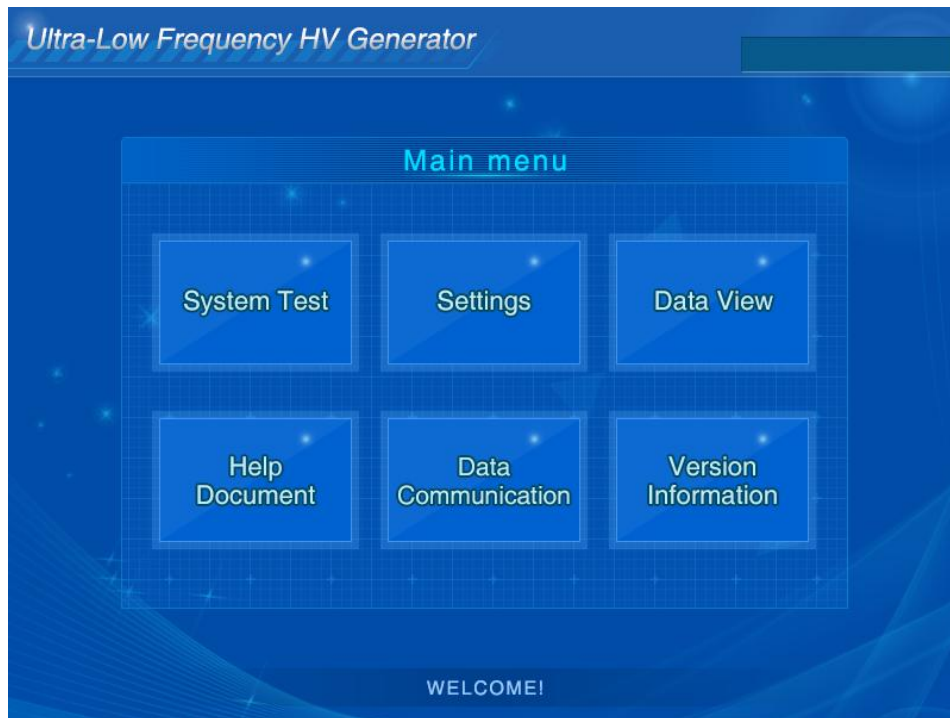 Ultra-Low Frequency HV Generator
Main menu
System Test
Settings
Data View
Help
Document
Data
Communication
Version
Information
WELCOME!